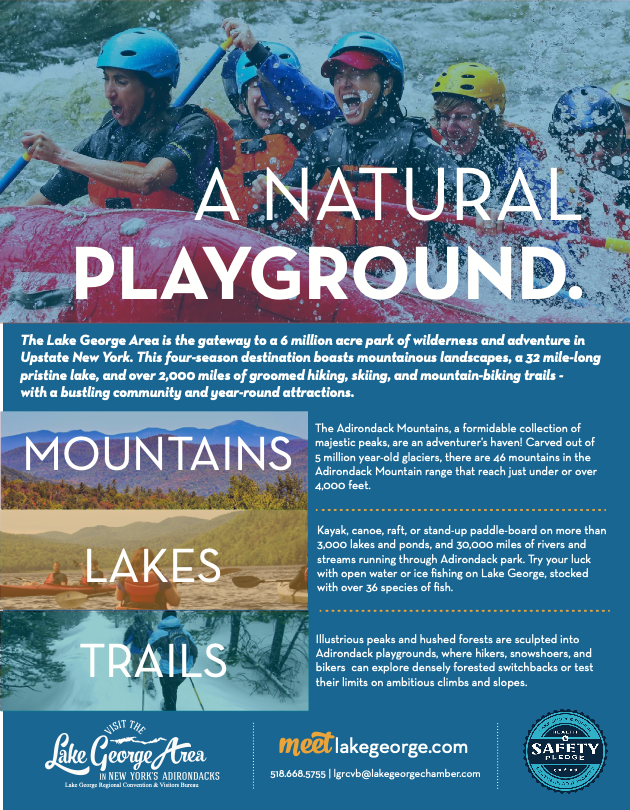 A NATURAL
PLAYGROUND.
The Lake George Area is the gateway to a 6 million acre park of wilderness and adventure in
Upstate New York. This four-season destination boasts mountainous landscapes, a 32 mile-long
pristine lake, and over 2,000 miles of groomed hiking, skiing, and mountain-biking trails -
with a bustling community and year-round attractions.
MOUNTAINS
The Adirondack Mountains, a formidable collection of
majestic peaks, are an adventurer's haven! Carved out of
5 million year-old glaciers, there are 46 mountains in the
Adirondack Mountain range that reach just under or over
4,000 feet.
LAKES
Kayak, canoe, raft, or stand-up paddle-board on more than
3,000 lakes and ponds, and 30,000 miles of rivers and
streams running through Adirondack park. Try your luck
with open water or ice fishing on Lake George, stocked
with over 36 species of fish.
TRAILS
Illustrious peaks and hushed forests are sculpted into
Adirondack playgrounds, where hikers, snowshoers, and
bikers can explore densely forested switchbacks or test
their limits on ambitious climbs and slopes.
VISIT THE
Lake George Area
IN NEW YORK'S ADIRONDACKS
Lake George Regional Convention & Visitors Bureau
meetlakegeorge.com
518.668.5755 | lgrcvb@lakegeorgechamber.com
HEALTH
&
SAFETY
PLEDGE